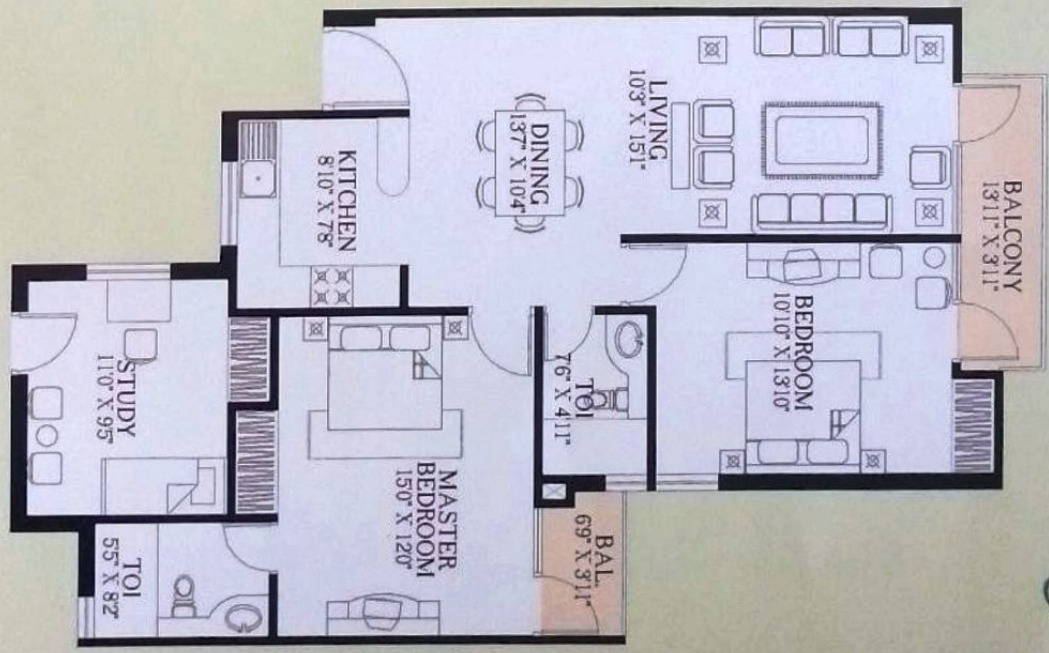 BALCONY
13'11" X 3'11"
LIVING
10'3" X 15'1"
BEDROOM
10'10" X 13'10"
DINING
13'7" X 10'4"
TOI
7'6" X 4'11"
BAL.
6'9" X 3'11"
KITCHEN
8'10" X 7'8"
MASTER
BEDROOM
15'0" X 12'0"
STUDY
11'0" X 9'5"
TOI
5'5" X 8'2"